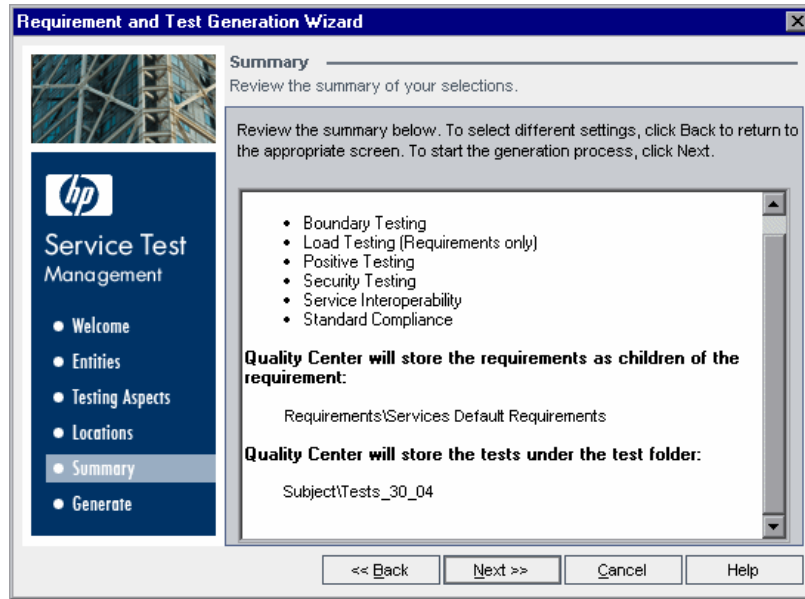 Requirement and Test Generation Wizard
Summary
Review the summary of your selections.
Review the summary below. To select different settings, click Back to return to
the appropriate screen. To start the generation process, click Next.
• Boundary Testing
• Load Testing (Requirements only)
• Positive Testing
• Security Testing
• Service Interoperability
• Standard Compliance
Quality Center will store the requirements as children of the
requirement:
Requirements\Services Default Requirements
Quality Center will store the tests under the test folder:
Subject\Tests_30_04
hp
Service Test
Management
• Welcome
• Entities
• Testing Aspects
• Locations
• Summary
• Generate
<< Back
Next >>
Cancel
Help